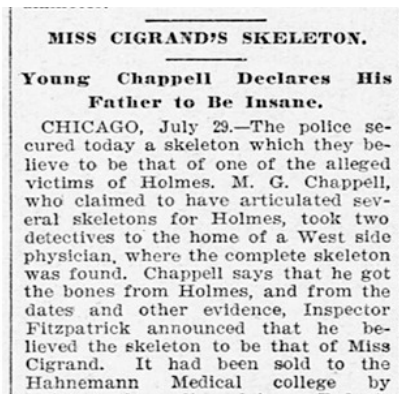 MISS CIGRAND'S SKELETON.
Young Chappell Declares His
Father to Be Insane.
CHICAGO, July 29.—The police se-
cured today a skeleton which they be-
lieve to be that of one of the alleged
victims of Holmes. M. G. Chappell,
who claimed to have articulated sev-
eral skeletons for Holmes, took two
detectives to the home of a West side
physician, where the complete skeleton
was found. Chappell says that he got
the bones from Holmes, and from the
dates and other evidence, Inspector
Fitzpatrick announced that he be-
lieved the skeleton to be that of Miss
Cigrand. It had been sold to the
Hahnemann Medical college by